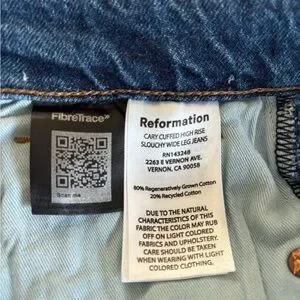 FibreTrace®
Scan me
Reformation
CARY CUFFED HIGH RISE
SLOUCHY WIDE LEG JEANS
RN143248
2263 E VERNON AVE.
VERNON, CA 90058
80% Regeneratively Grown Cotton
20% Recycled Cotton
DUE TO THE NATURAL
CHARACTERISTICS OF THIS
FABRIC THE COLOR MAY RUB
OFF ON LIGHT COLORED
FABRICS AND UPHOLSTERY.
CARE SHOULD BE TAKEN
WHEN WEARING WITH LIGHT
COLORED CLOTHING.